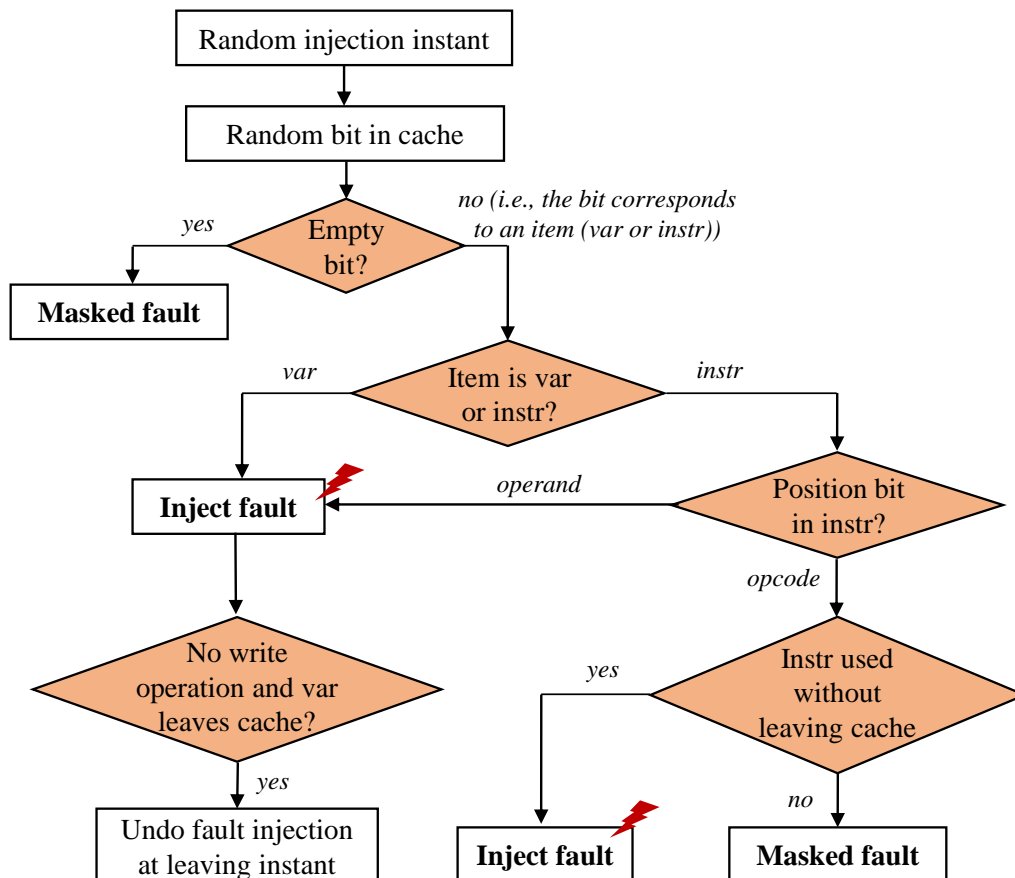 Random injection instant
Random bit in cache
no (i.e., the bit corresponds
to an item (var or instr))
yes
Empty
bit?
Masked fault
var
Item is var
or instr?
instr
Inject fault
operand
Position bit
in instr?
opcode
No write
operation and var
leaves cache?
yes
Instr used
without
leaving cache
yes
no
Undo fault injection
at leaving instant
Inject fault
Masked fault